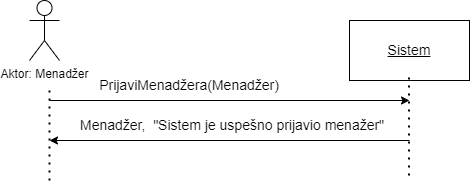 Sistem
Aktor: Menadžer
PrijaviMenadžera(Menadžer)
Menadžer, "Sistem je uspešno prijavio menažer"